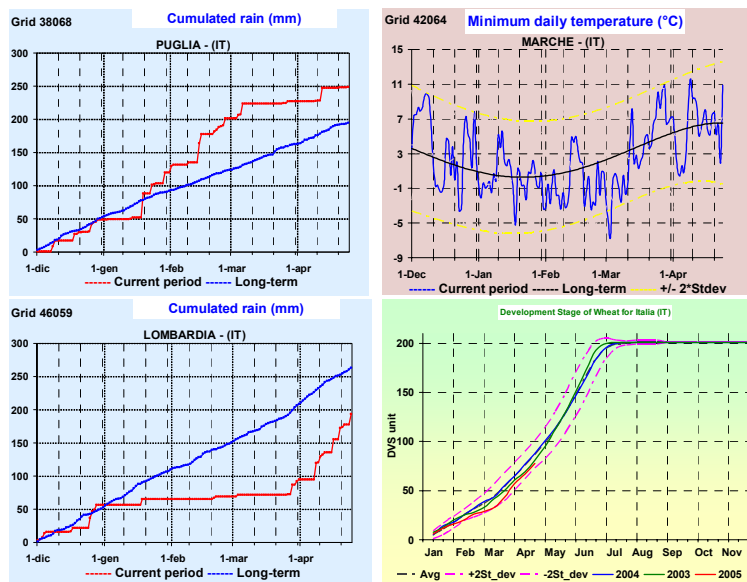 Grid 38068
Cumulated rain (mm)
PUGLIA - (IT)
300
250
200
150
100
50
0
1-dic 1-gen 1-feb 1-mar 1-apr
Current period Long-term
Grid 42064
Minimum daily temperature (°C)
MARCHE - (IT)
15
11
7
3
-1
-5
-9
1-Dec 1-Jan 1-Feb 1-Mar 1-Apr
Current period Long-term +/- 2*Stdev
Grid 46059
Cumulated rain (mm)
LOMBARDIA - (IT)
300
250
200
150
100
50
0
1-dic 1-gen 1-feb 1-mar 1-apr
Current period Long-term
Development Stage of Wheat for Italia (IT)
DVS unit
200
100
50
0
Jan Feb Mar Apr May Jun Jul Aug Sep Oct Nov
Avg +2St_dev -2St_dev 2004 2003 2005